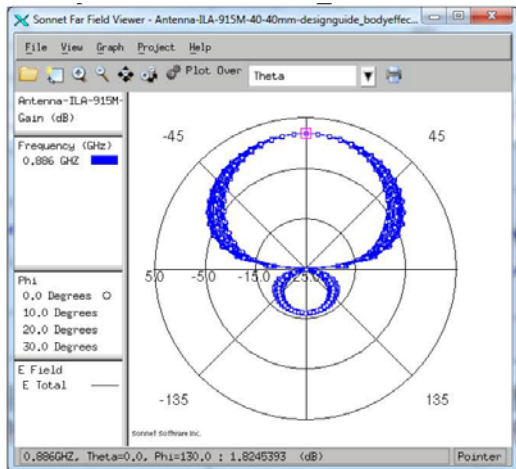 Sonnet Far Field Viewer - Antenna-ILA-915M-40-40mm-designguide_bodyeffec...
File View Graph Project Help
Plot Over Theta
Antenna-ILA-915M-
Gain (dB)
Frequency (GHz)
0.886 GHZ
Phi
0.0 Degrees
10.0 Degrees
20.0 Degrees
30.0 Degrees
E Field
E Total
-45
45
5.0 -5.0 -15.0 -25.0
-135
135
Sonnet Software Inc.
0.886GHZ, Theta=0.0, Phi=130.0 : 1.8245393 (dB)
Pointer